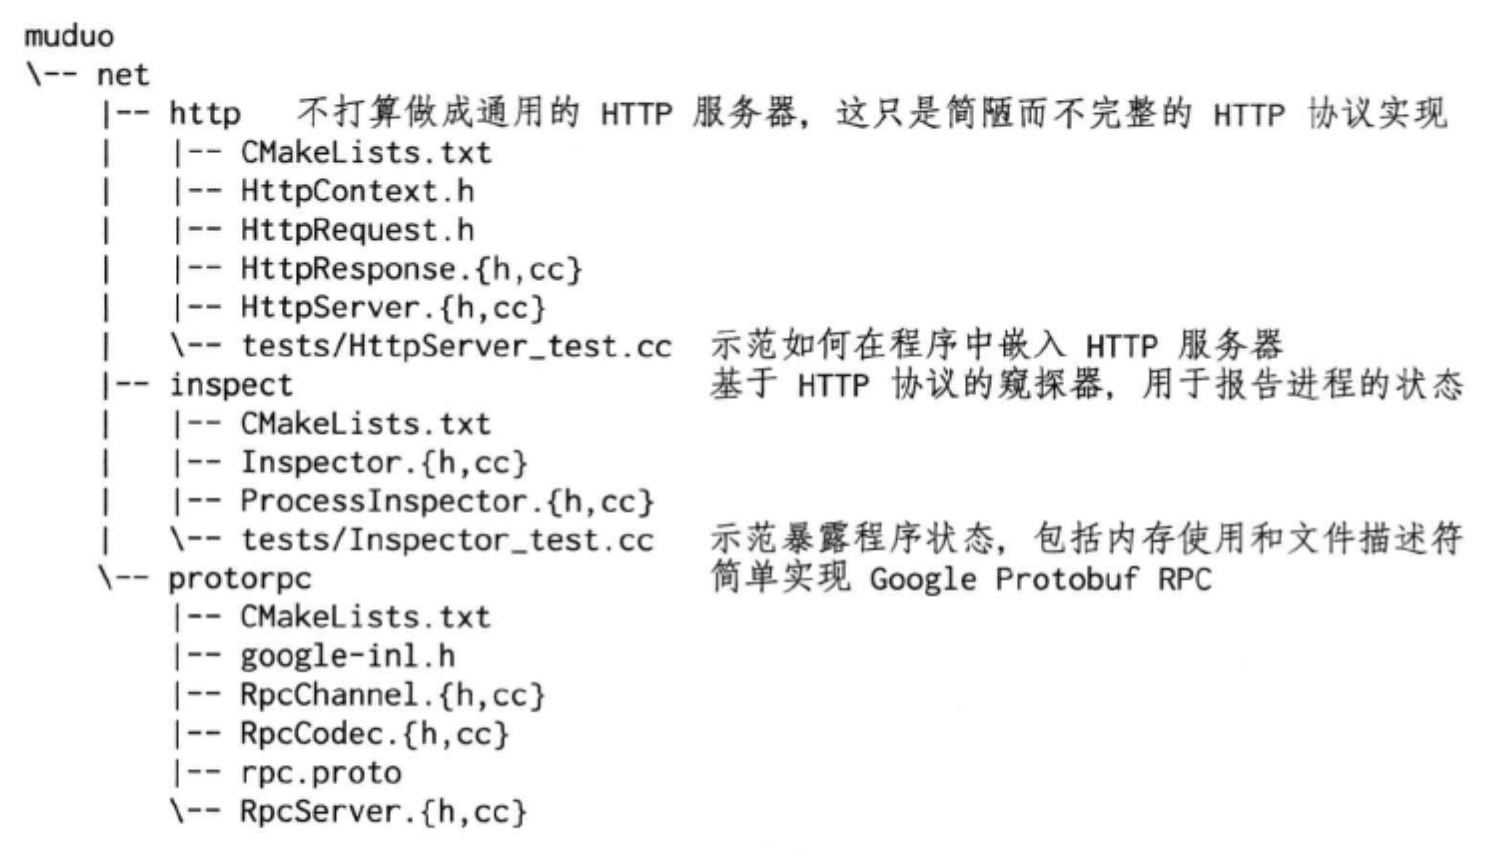 muduo
\-- net
    |-- http   不打算做成通用的 HTTP 服务器，这只是简陋而不完整的 HTTP 协议实现
    |   |-- CMakeLists.txt
    |   |-- HttpContext.h
    |   |-- HttpRequest.h
    |   |-- HttpResponse.{h,cc}
    |   |-- HttpServer.{h,cc}
    |   \-- tests/HttpServer_test.cc  示范如何在程序中嵌入 HTTP 服务器
    |-- inspect                       基于 HTTP 协议的窥探器，用于报告进程的状态
    |   |-- CMakeLists.txt
    |   |-- Inspector.{h,cc}
    |   |-- ProcessInspector.{h,cc}
    |   \-- tests/Inspector_test.cc   示范暴露程序状态，包括内存使用和文件描述符
    \-- protorpc                      简单实现 Google Protobuf RPC
        |-- CMakeLists.txt
        |-- google-inl.h
        |-- RpcChannel.{h,cc}
        |-- RpcCodec.{h,cc}
        |-- rpc.proto
        \-- RpcServer.{h,cc}